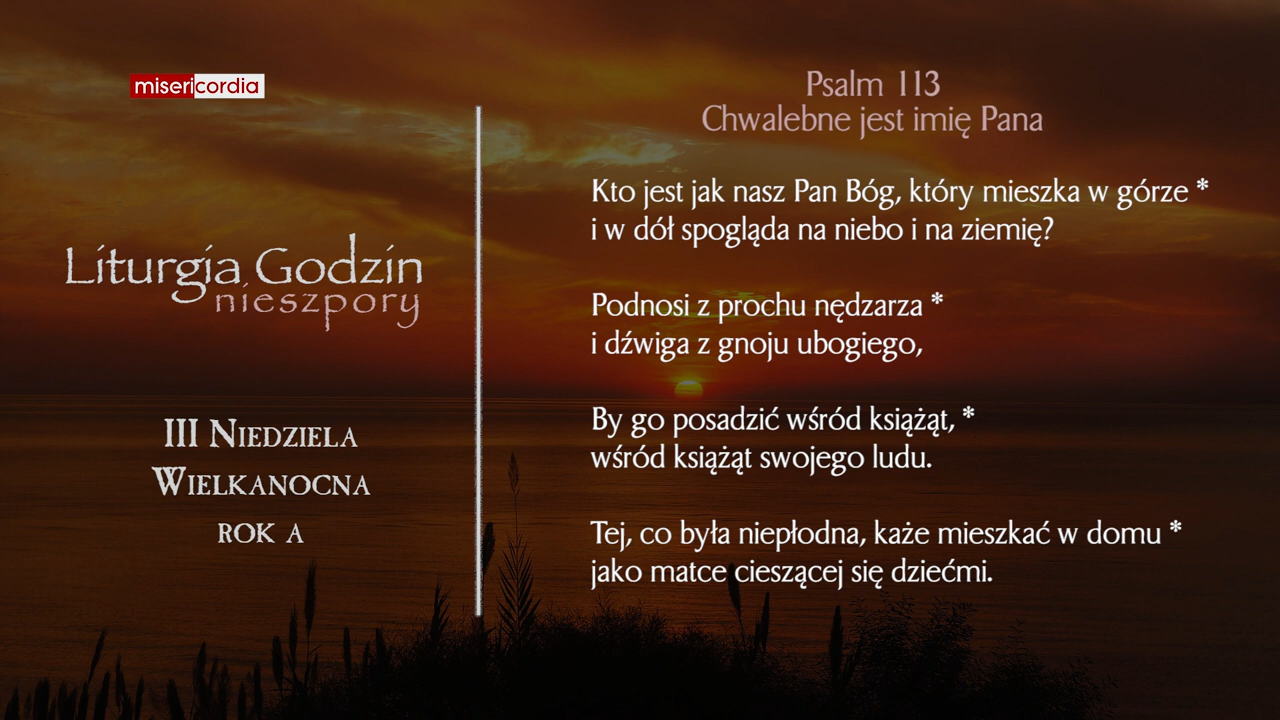 misericordia
Liturgia Godzin
nieszpory
III Niedziela
Wielkanocna
rok a
Psalm 113
Chwalebne jest imię Pana
Kto jest jak nasz Pan Bóg, który mieszka w górze *
i w dół spogląda na niebo i na ziemię?
Podnosi z prochu nędzarza *
i dźwiga z gnoju ubogiego,
By go posadzić wśród książąt, *
wśród książąt swojego ludu.
Tej, co była niepłodna, każe mieszkać w domu *
jako matce cieszącej się dziećmi.